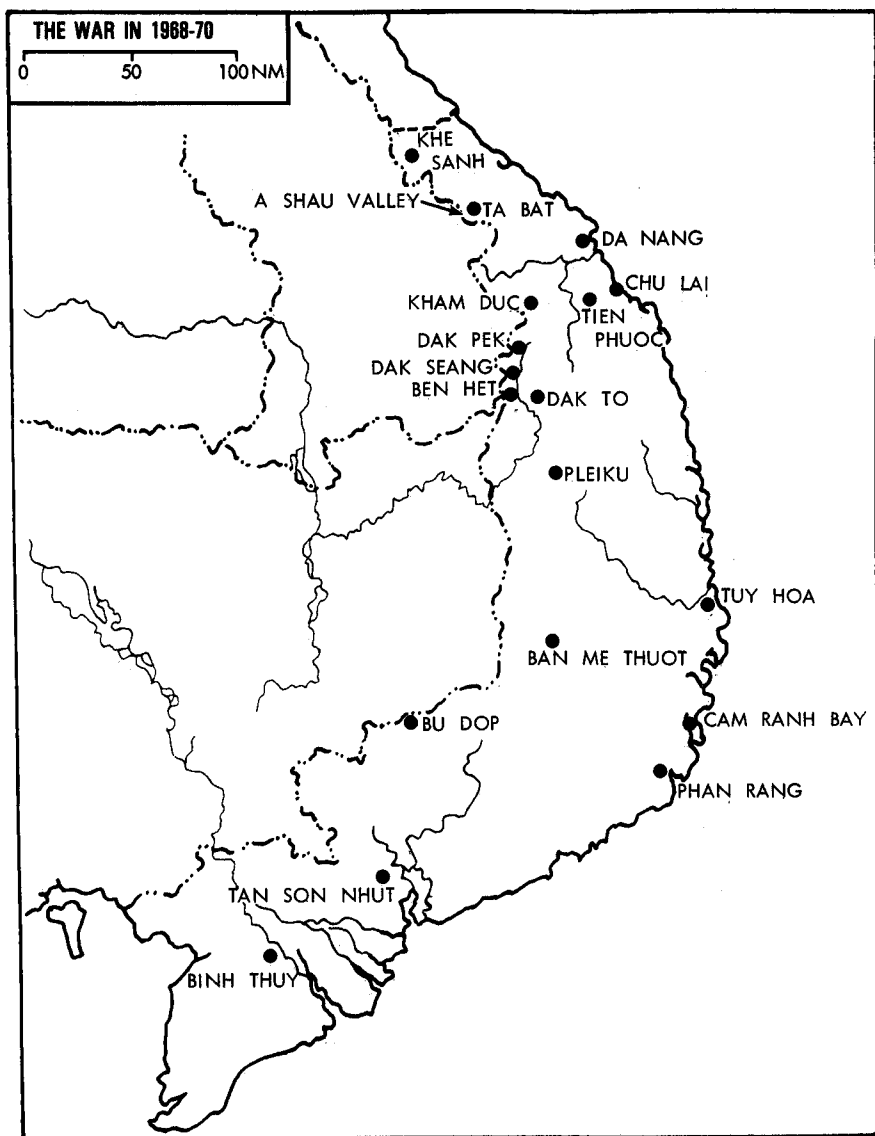 THE WAR IN 1968-70
0 50 100NM
KHE
SANH
A SHAU VALLEY
TA BAT
DA NANG
CHU LAI
KHAM DUC
TIEN
PHUOC
DAK PEK
DAK SEANG
BEN HET
DAK TO
PLEIKU
TUY HOA
BAN ME THUOT
BU DOP
CAM RANH BAY
PHAN RANG
TAN SON NHUT
BINH THUY